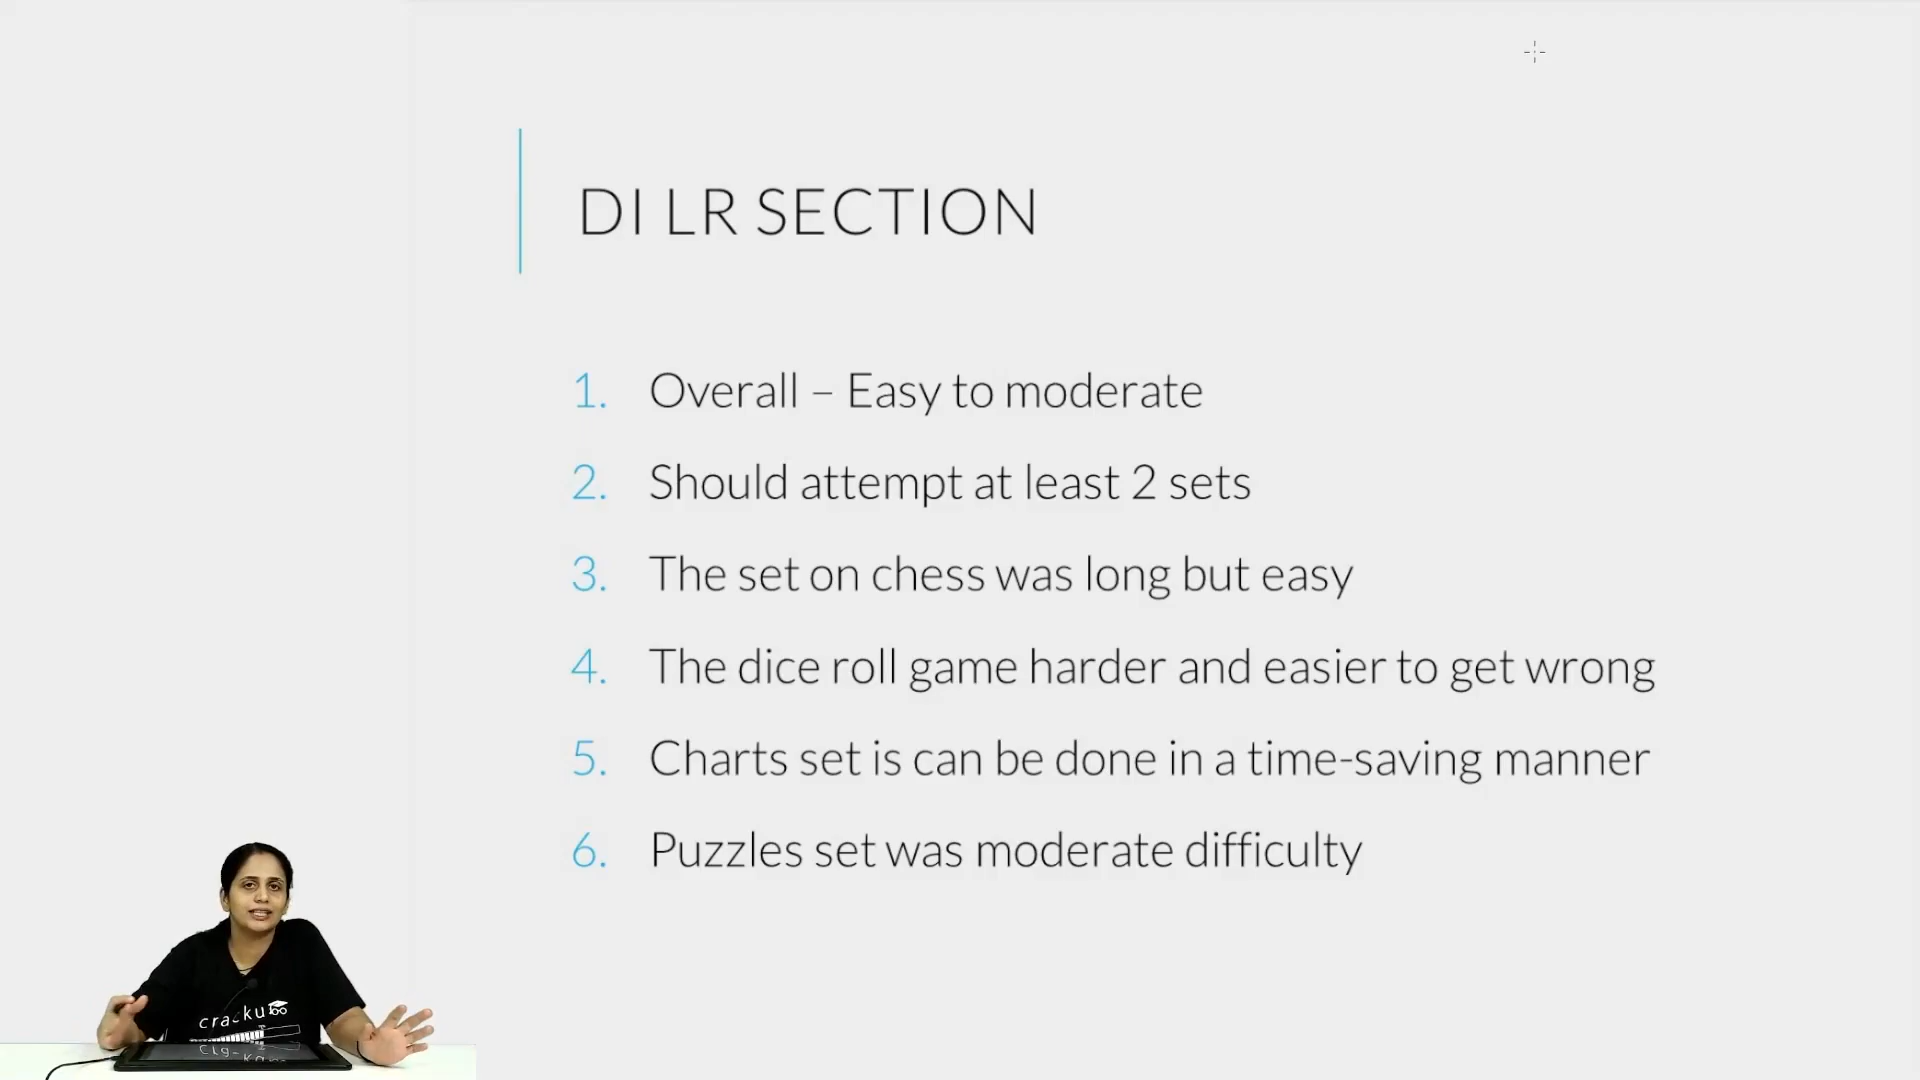 DI LR SECTION
1. Overall – Easy to moderate
2. Should attempt at least 2 sets
3. The set on chess was long but easy
4. The dice roll game harder and easier to get wrong
5. Charts set is can be done in a time-saving manner
6. Puzzles set was moderate difficulty
cracku